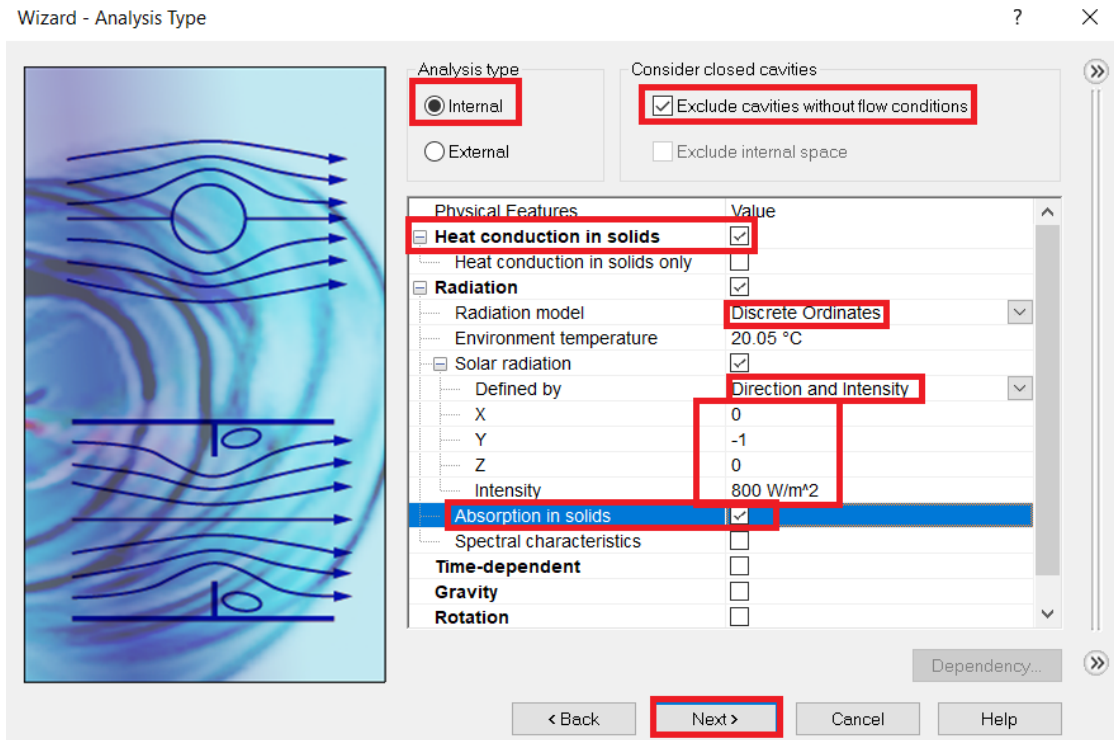 Wizard - Analysis Type ? ×
Analysis type
Internal
External
Consider closed cavities
Exclude cavities without flow conditions
Exclude internal space
Physical Features Value
Heat conduction in solids
Heat conduction in solids only
Radiation
Radiation model Discrete Ordinates
Environment temperature 20.05 °C
Solar radiation
Defined by Direction and Intensity
X 0
Y -1
Z 0
Intensity 800 W/m^2
Absorption in solids
Spectral characteristics
Time-dependent
Gravity
Rotation
Dependency...
< Back Next > Cancel Help